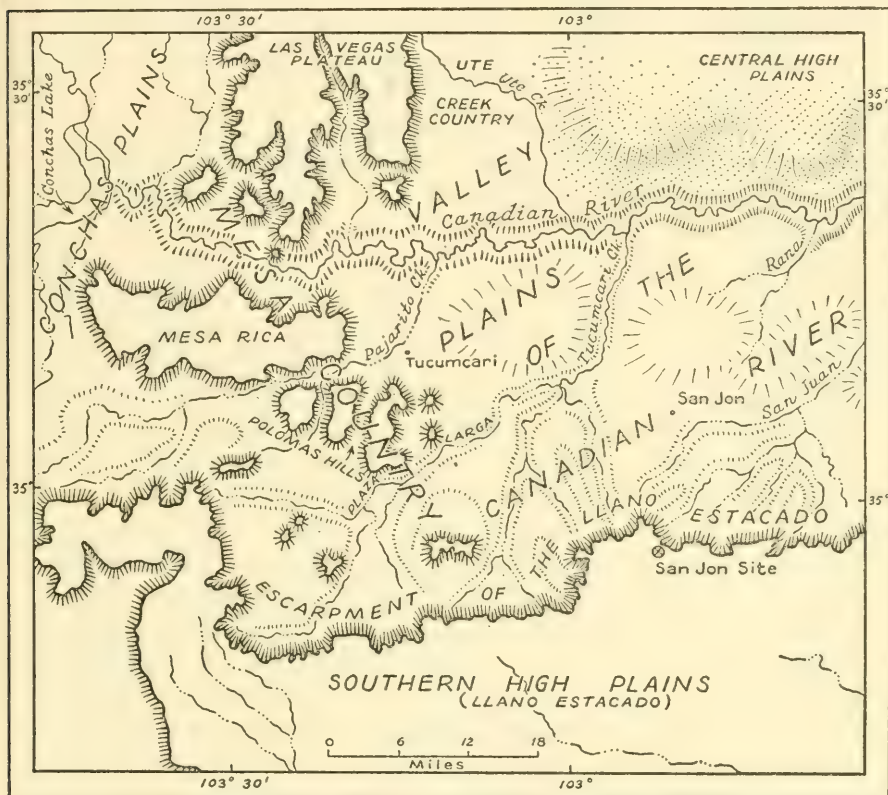 103° 30'
103°
35°
30'
35°
30'
LAS VEGAS
PLATEAU
UTE
Ute Ck.
CREEK
COUNTRY
CENTRAL HIGH
PLAINS
Conchas Lake
CONCHAS PLAINS
MESA COUNTRY
VALLEY
Canadian River
MESA RICA
Pajarito Ck.
Tucumcari
PLAINS OF THE CANADIAN RIVER
Tucumcari Ck.
Rana
San Jon
San Juan
POLOMAS HILLS
PLAZA LARGA
35°
35°
ESCARPMENT OF THE LLANO ESTACADO
San Jon Site
SOUTHERN HIGH PLAINS
(LLANO ESTACADO)
0 6 12 18
Miles
103° 30'
103°